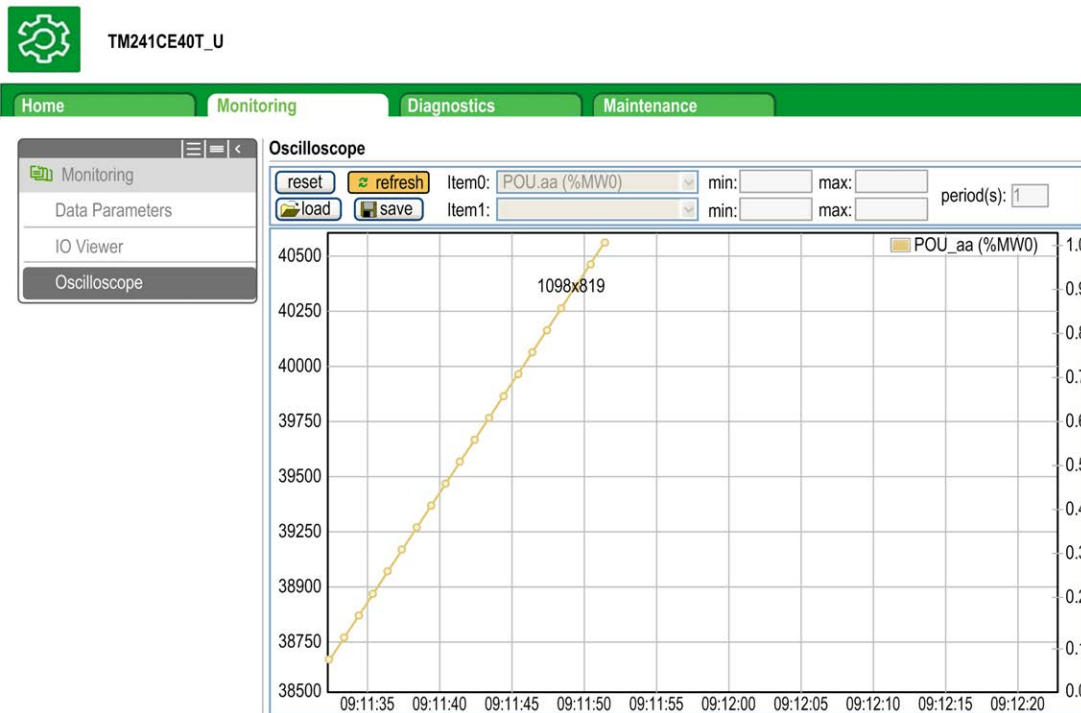 TM241CE40T_U
Home Monitoring Diagnostics Maintenance
Monitoring
Data Parameters
IO Viewer
Oscilloscope
Oscilloscope
reset refresh Item0: POU.aa (%MW0) min: max: period(s): 1
load save Item1: min: max:
POU_aa (%MW0)
1098x819
40500
40250
40000
39750
39500
39250
38900
38750
38500
09:11:35 09:11:40 09:11:45 09:11:50 09:11:55 09:12:00 09:12:05 09:12:10 09:12:15 09:12:20